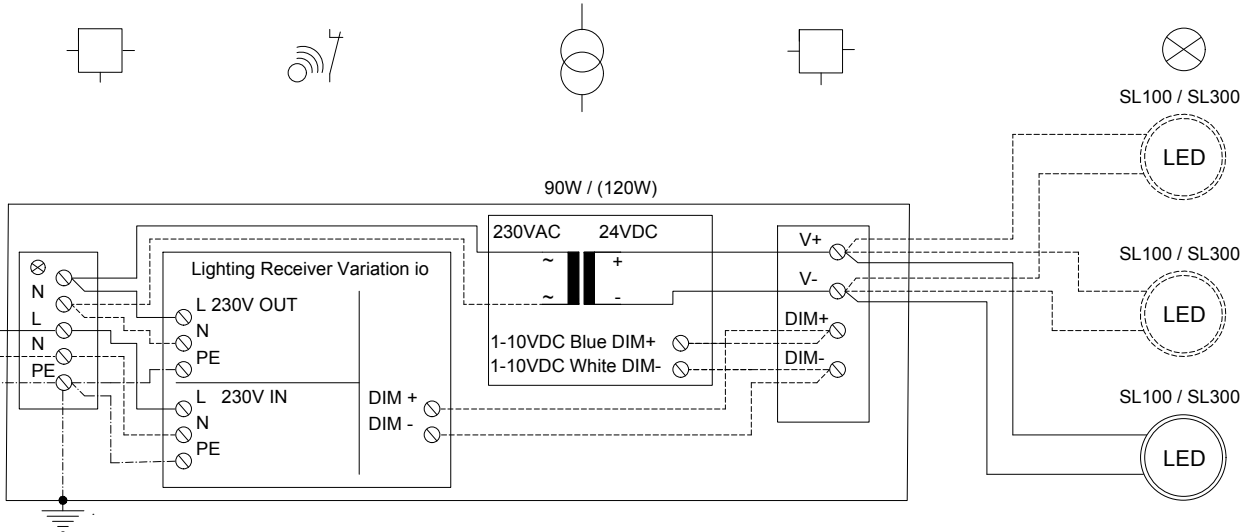 SL100 / SL300
LED
90W / (120W)
230VAC 24VDC
~ +
~ -
1-10VDC Blue DIM+
1-10VDC White DIM-
V+
V-
DIM+
DIM-
N
L
N
PE
Lighting Receiver Variation io
L 230V OUT
N
PE
L 230V IN
N
PE
DIM +
DIM -
SL100 / SL300
LED
SL100 / SL300
LED